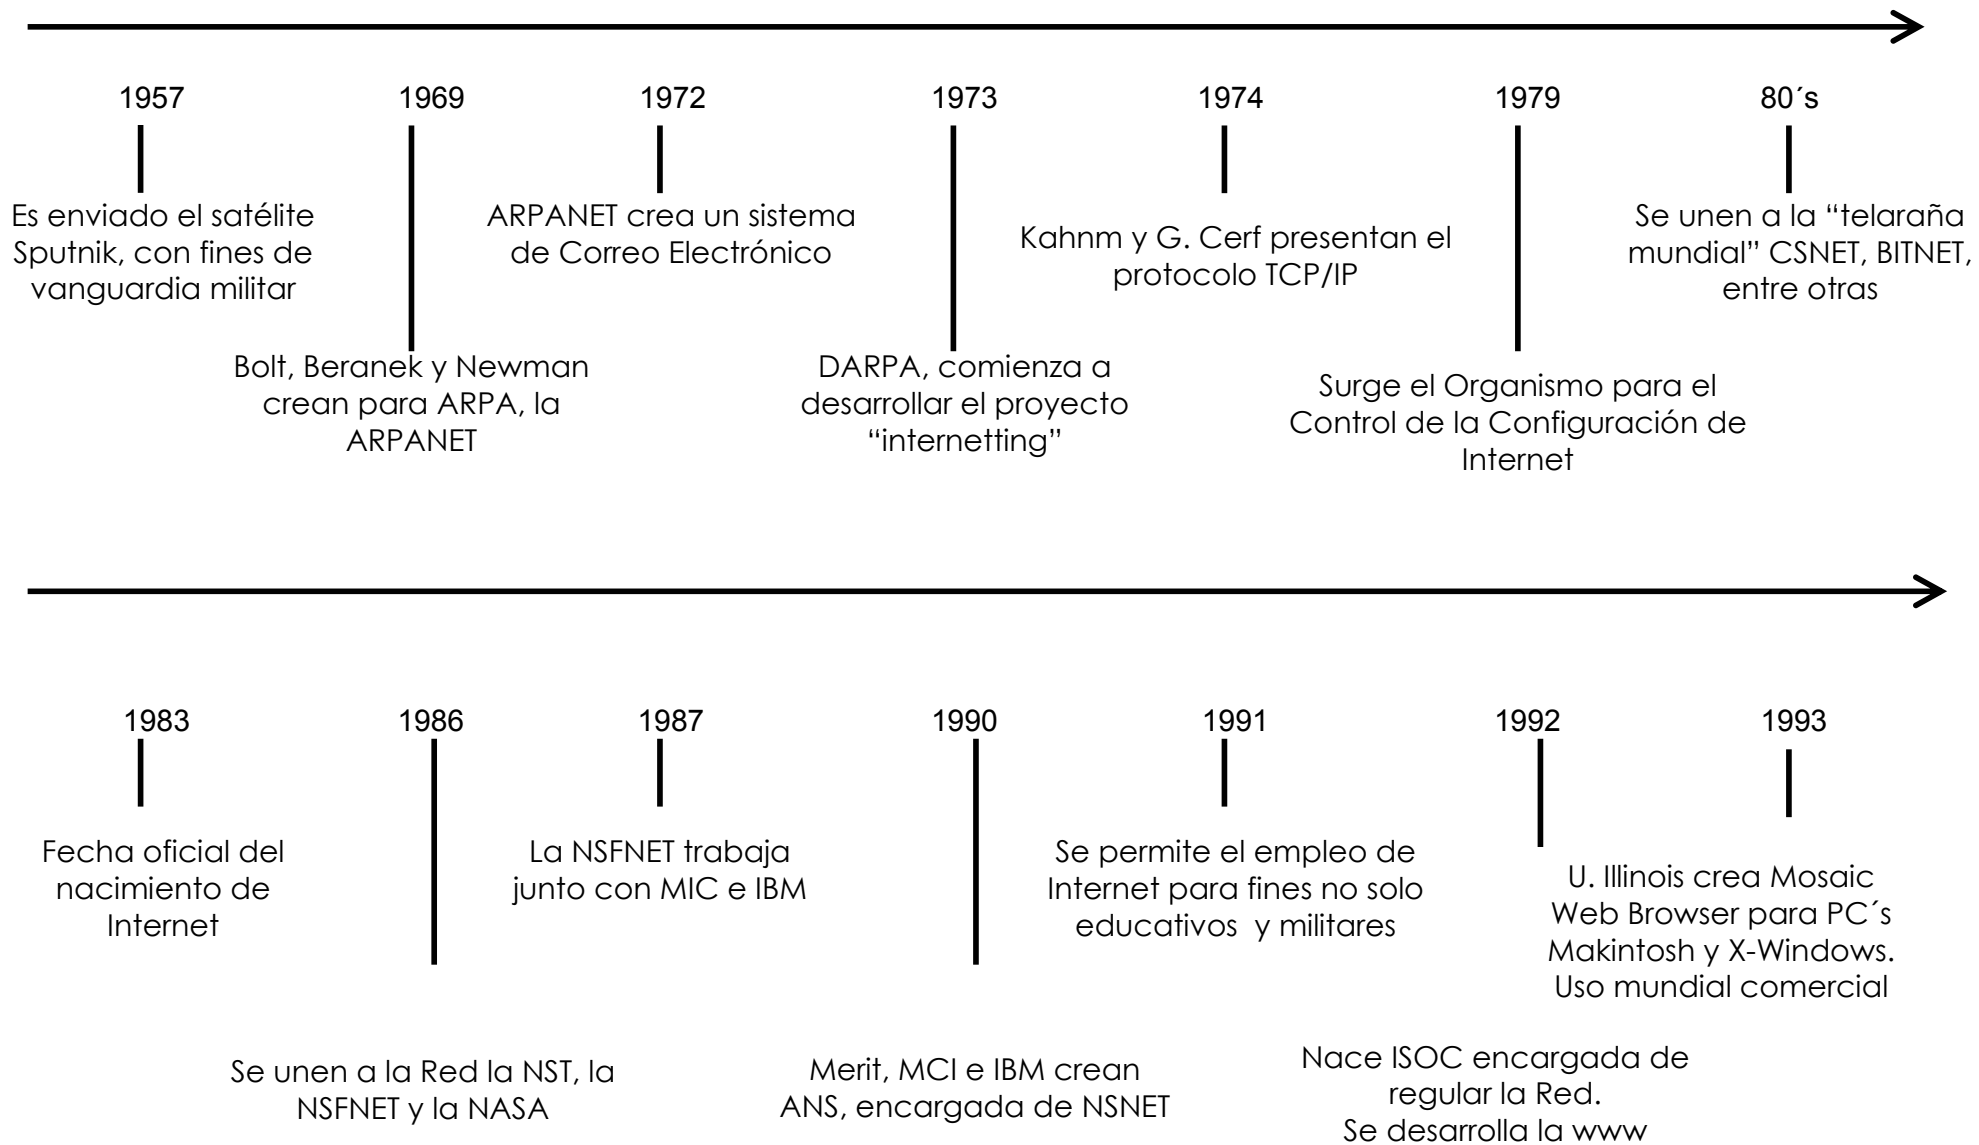 1957
1969
1972
1973
1974
1979
80´s
Es enviado el satélite
Sputnik, con fines de
vanguardia militar
Bolt, Beranek y Newman
crean para ARPA, la
ARPANET
ARPANET crea un sistema
de Correo Electrónico
DARPA, comienza a
desarrollar el proyecto
“internetting”
Kahnm y G. Cerf presentan el
protocolo TCP/IP
Surge el Organismo para el
Control de la Configuración de
Internet
Se unen a la “telaraña
mundial” CSNET, BITNET,
entre otras
1983
1986
1987
1990
1991
1992
1993
Fecha oficial del
nacimiento de
Internet
Se unen a la Red la NST, la
NSFNET y la NASA
La NSFNET trabaja
junto con MIC e IBM
Merit, MCI e IBM crean
ANS, encargada de NSNET
Se permite el empleo de
Internet para fines no solo
educativos  y militares
Nace ISOC encargada de
regular la Red.
Se desarrolla la www
U. Illinois crea Mosaic
Web Browser para PC´s
Makintosh y X-Windows.
Uso mundial comercial